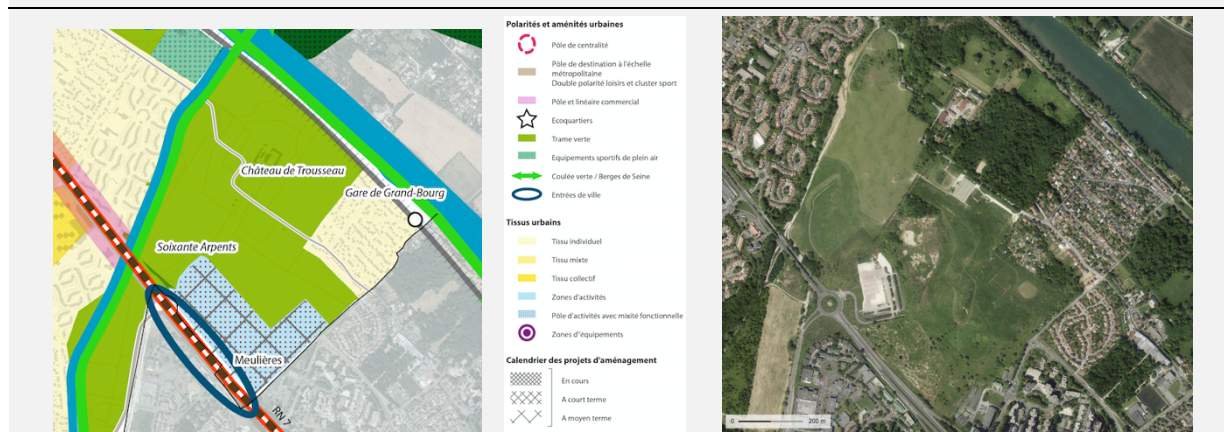 Château de Trousseau
Gare de Grand-Bourg
Soixante Arpents
Meulières
RN 7
Polarités et aménités urbaines
Pôle de centralité
Pôle de destination à l'échelle
métropolitaine
Double polarité loisirs et cluster sport
Pôle et linéaire commercial
Ecoquartiers
Trame verte
Equipements sportifs de plein air
Coulée verte / Berges de Seine
Entrées de ville
Tissus urbains
Tissu individuel
Tissu mixte
Tissu collectif
Zones d'activités
Pôle d'activités avec mixité fonctionnelle
Zones d"équipements
Calendrier des projets d'aménagement
En cours
A court terme
A moyen terme
0 200 m